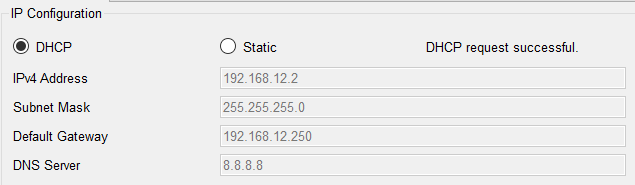 IP Configuration
DHCP Static DHCP request successful.
IPv4 Address 192.168.12.2
Subnet Mask 255.255.255.0
Default Gateway 192.168.12.250
DNS Server 8.8.8.8